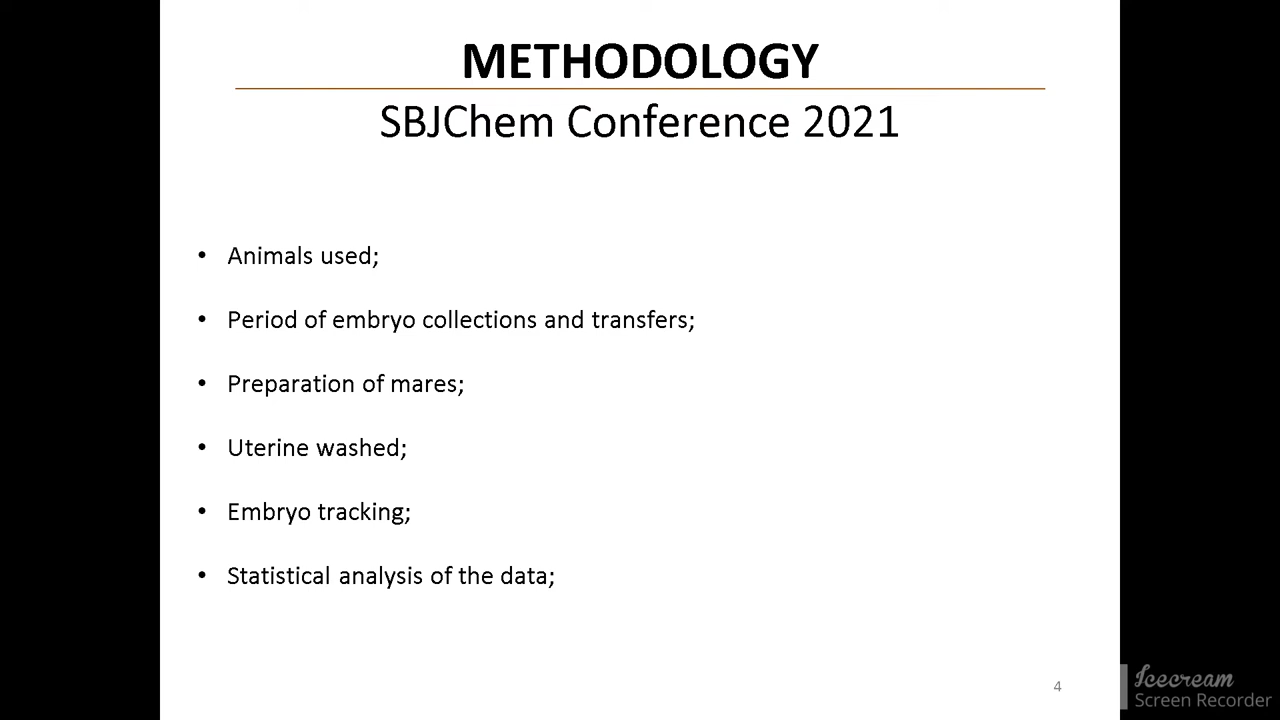 METHODOLOGY
SBJChem Conference 2021
• Animals used;
• Period of embryo collections and transfers;
• Preparation of mares;
• Uterine washed;
• Embryo tracking;
• Statistical analysis of the data;
4
Icecream
Screen Recorder